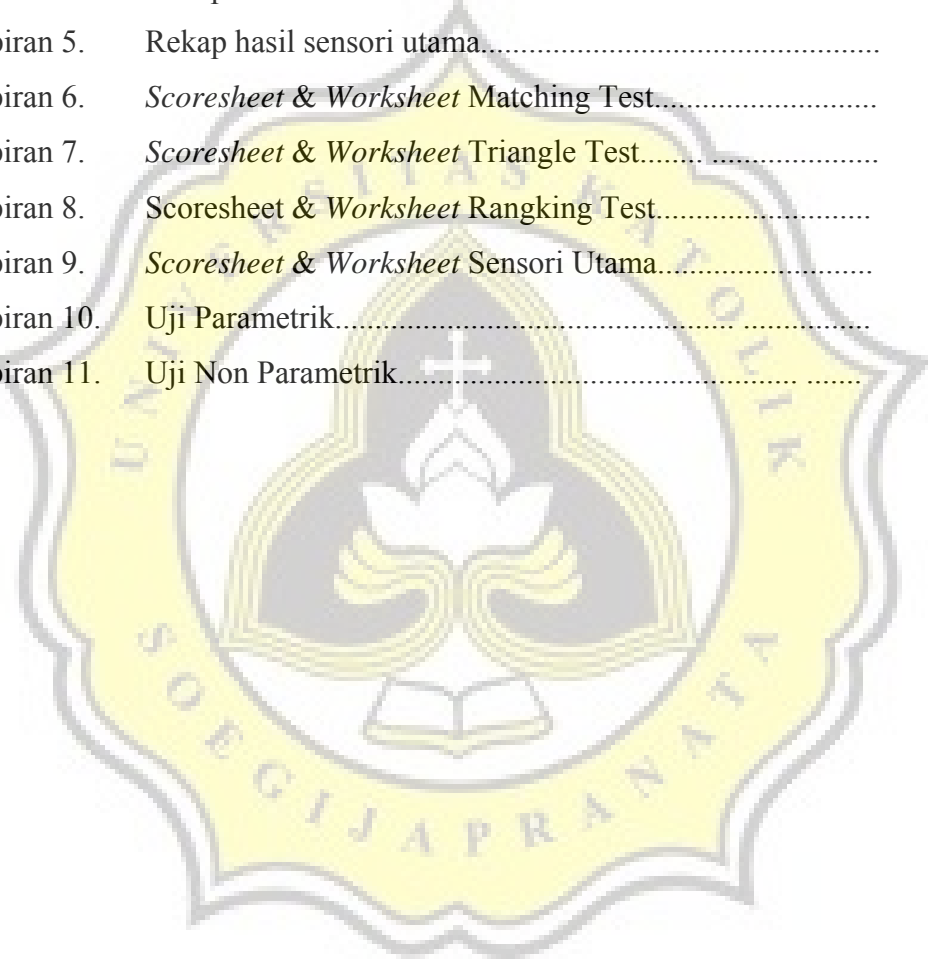 piran 5. Rekap hasil sensori utama..................................................
piran 6. Scoresheet & Worksheet Matching Test............................
piran 7. Scoresheet & Worksheet Triangle Test........ .....................
piran 8. Scoresheet & Worksheet Rangking Test...........................
piran 9. Scoresheet & Worksheet Sensori Utama...........................
piran 10. Uji Parametrik.................................................. ................
piran 11. Uji Non Parametrik.................................................. .......
UNIVERSITAS KATOLIK
SOEGIJAPRANATA